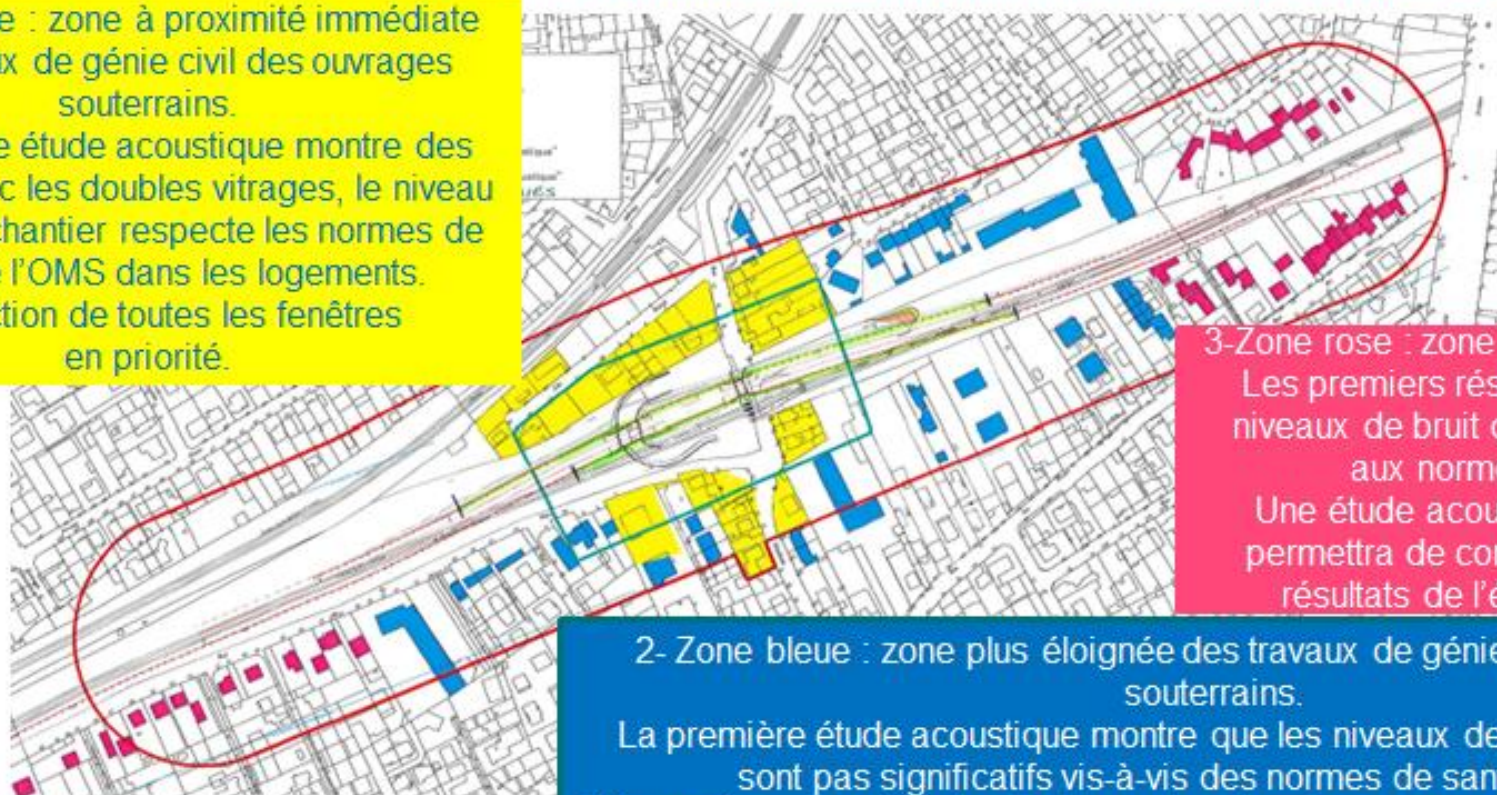 e : zone à proximité immédiate
x de génie civil des ouvrages
souterrains.
e étude acoustique montre des
c les doubles vitrages, le niveau
chantier respecte les normes de
l'OMS dans les logements.
tion de toutes les fenêtres
en priorité.
3-Zone rose : zone
Les premiers rés
niveaux de bruit
aux norm
Une étude acou
permettra de co
résultats de l'
2- Zone bleue : zone plus éloignée des travaux de génie
souterrains.
La première étude acoustique montre que les niveaux de
sont pas significatifs vis-à-vis des normes de san